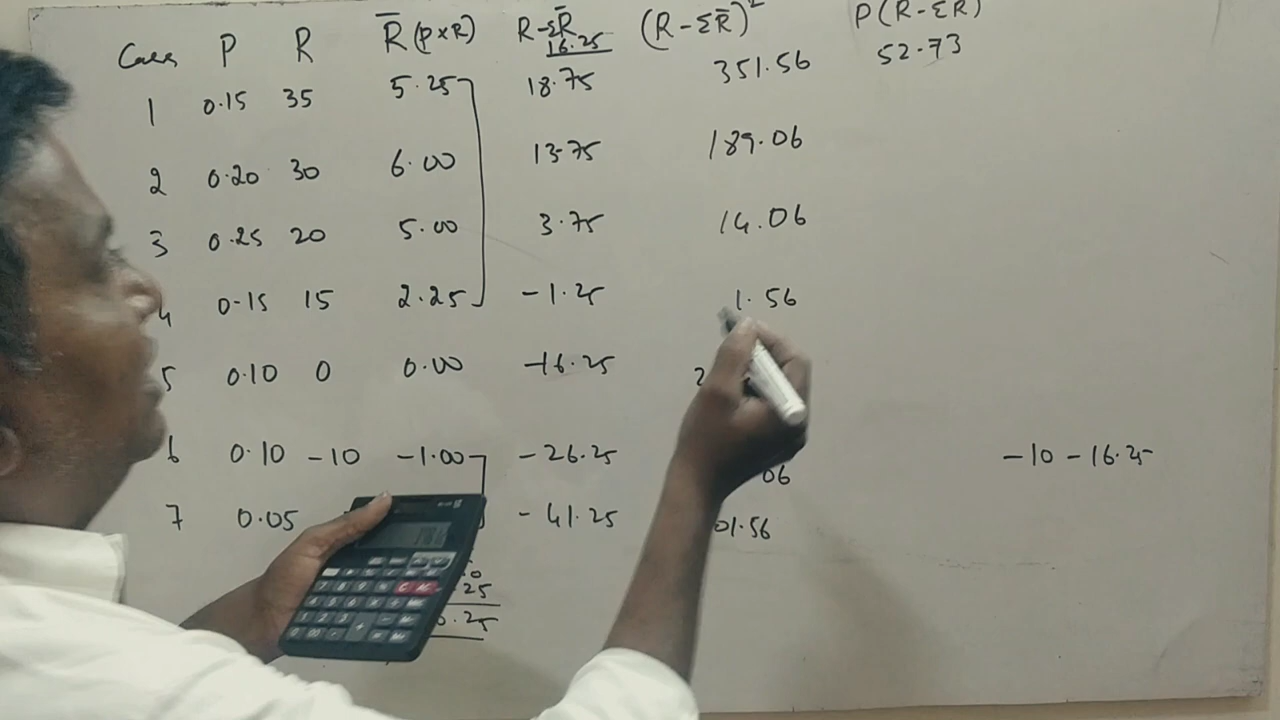 Cases P R R̄ (P×R) R-ΣR̄ (R-ΣR̄)² P(R-ΣR)
16.25 52.73
1 0.15 35 5.25 18.75 351.56
2 0.20 30 6.00 13.75 189.06
3 0.25 20 5.00 3.75 14.06
4 0.15 15 2.25 -1.25 1.56
5 0.10 0 0.00 -16.25 2
6 0.10 -10 -1.00 -26.25 06 -10 -16.25
7 0.05 -41.25 01.56
25
.25